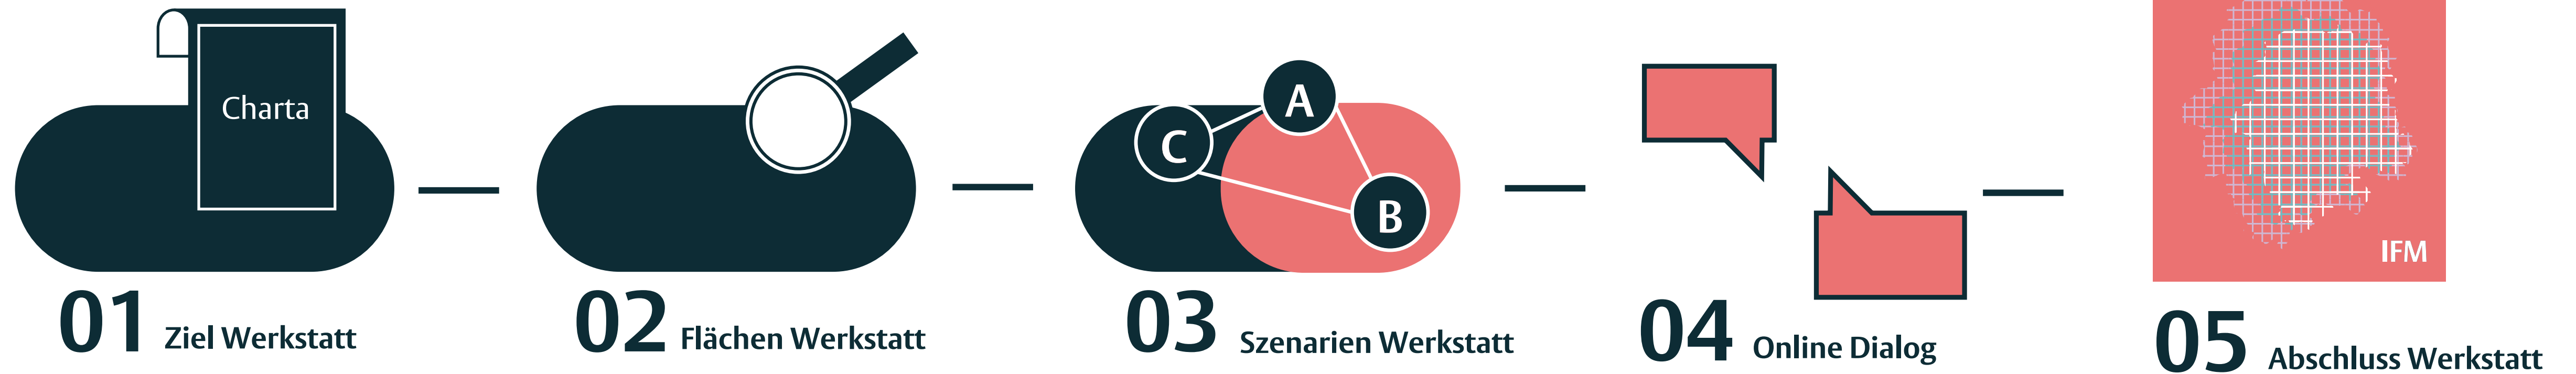 Charta
01 Ziel Werkstatt
02 Flächen Werkstatt
A
C
B
03 Szenarien Werkstatt
04 Online Dialog
IFM
05 Abschluss Werkstatt